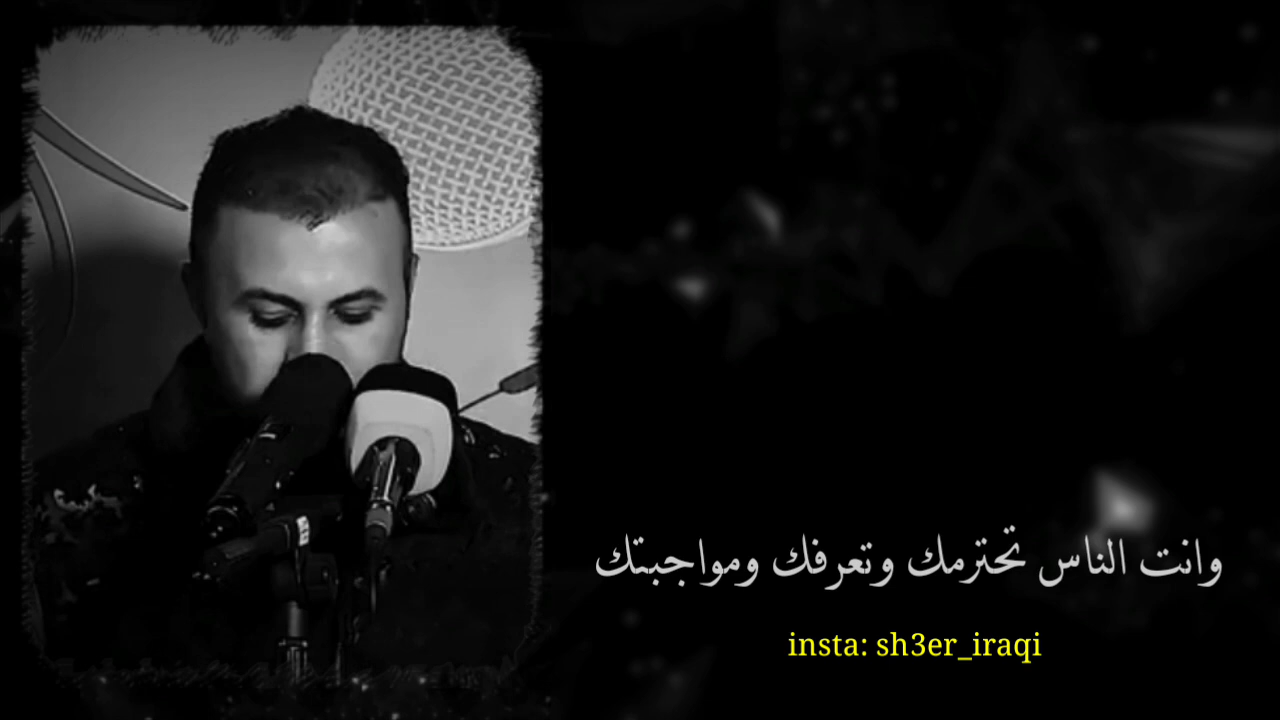 وانت الناس تحترمك وتعرفك ومواجبتك
insta: sh3er_iraqi